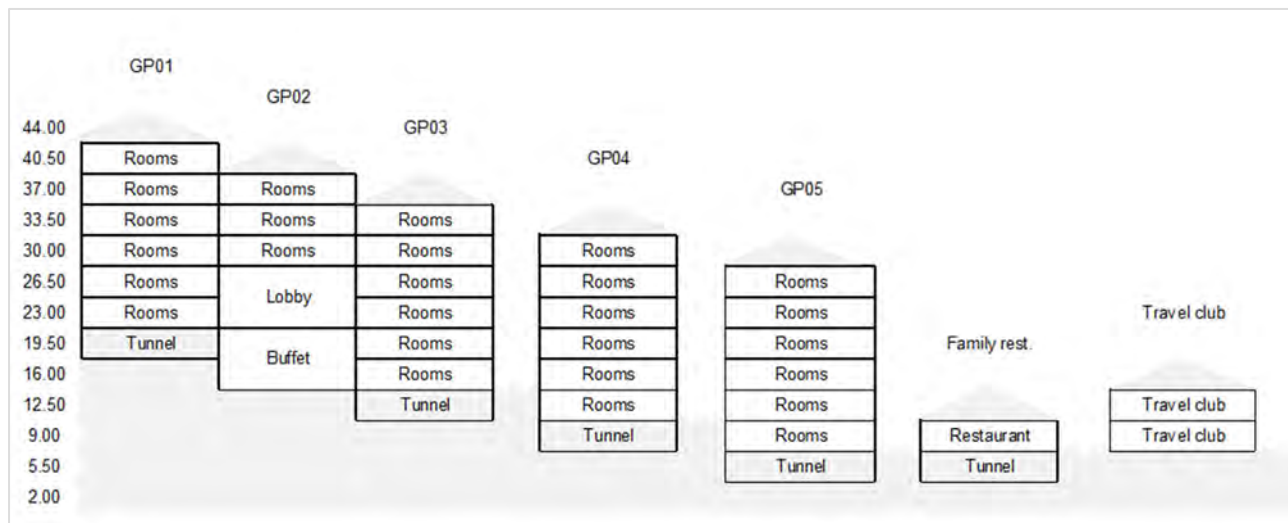 GP01
GP02
44.00 GP03
40.50 Rooms GP04
37.00 Rooms Rooms GP05
33.50 Rooms Rooms Rooms
30.00 Rooms Rooms Rooms Rooms
26.50 Rooms Lobby Rooms Rooms Rooms
23.00 Rooms Rooms Rooms Rooms Travel club
19.50 Tunnel Buffet Rooms Rooms Rooms Family rest.
16.00 Rooms Rooms Rooms
12.50 Tunnel Rooms Rooms Travel club
9.00 Tunnel Rooms Restaurant Travel club
5.50 Tunnel Tunnel
2.00